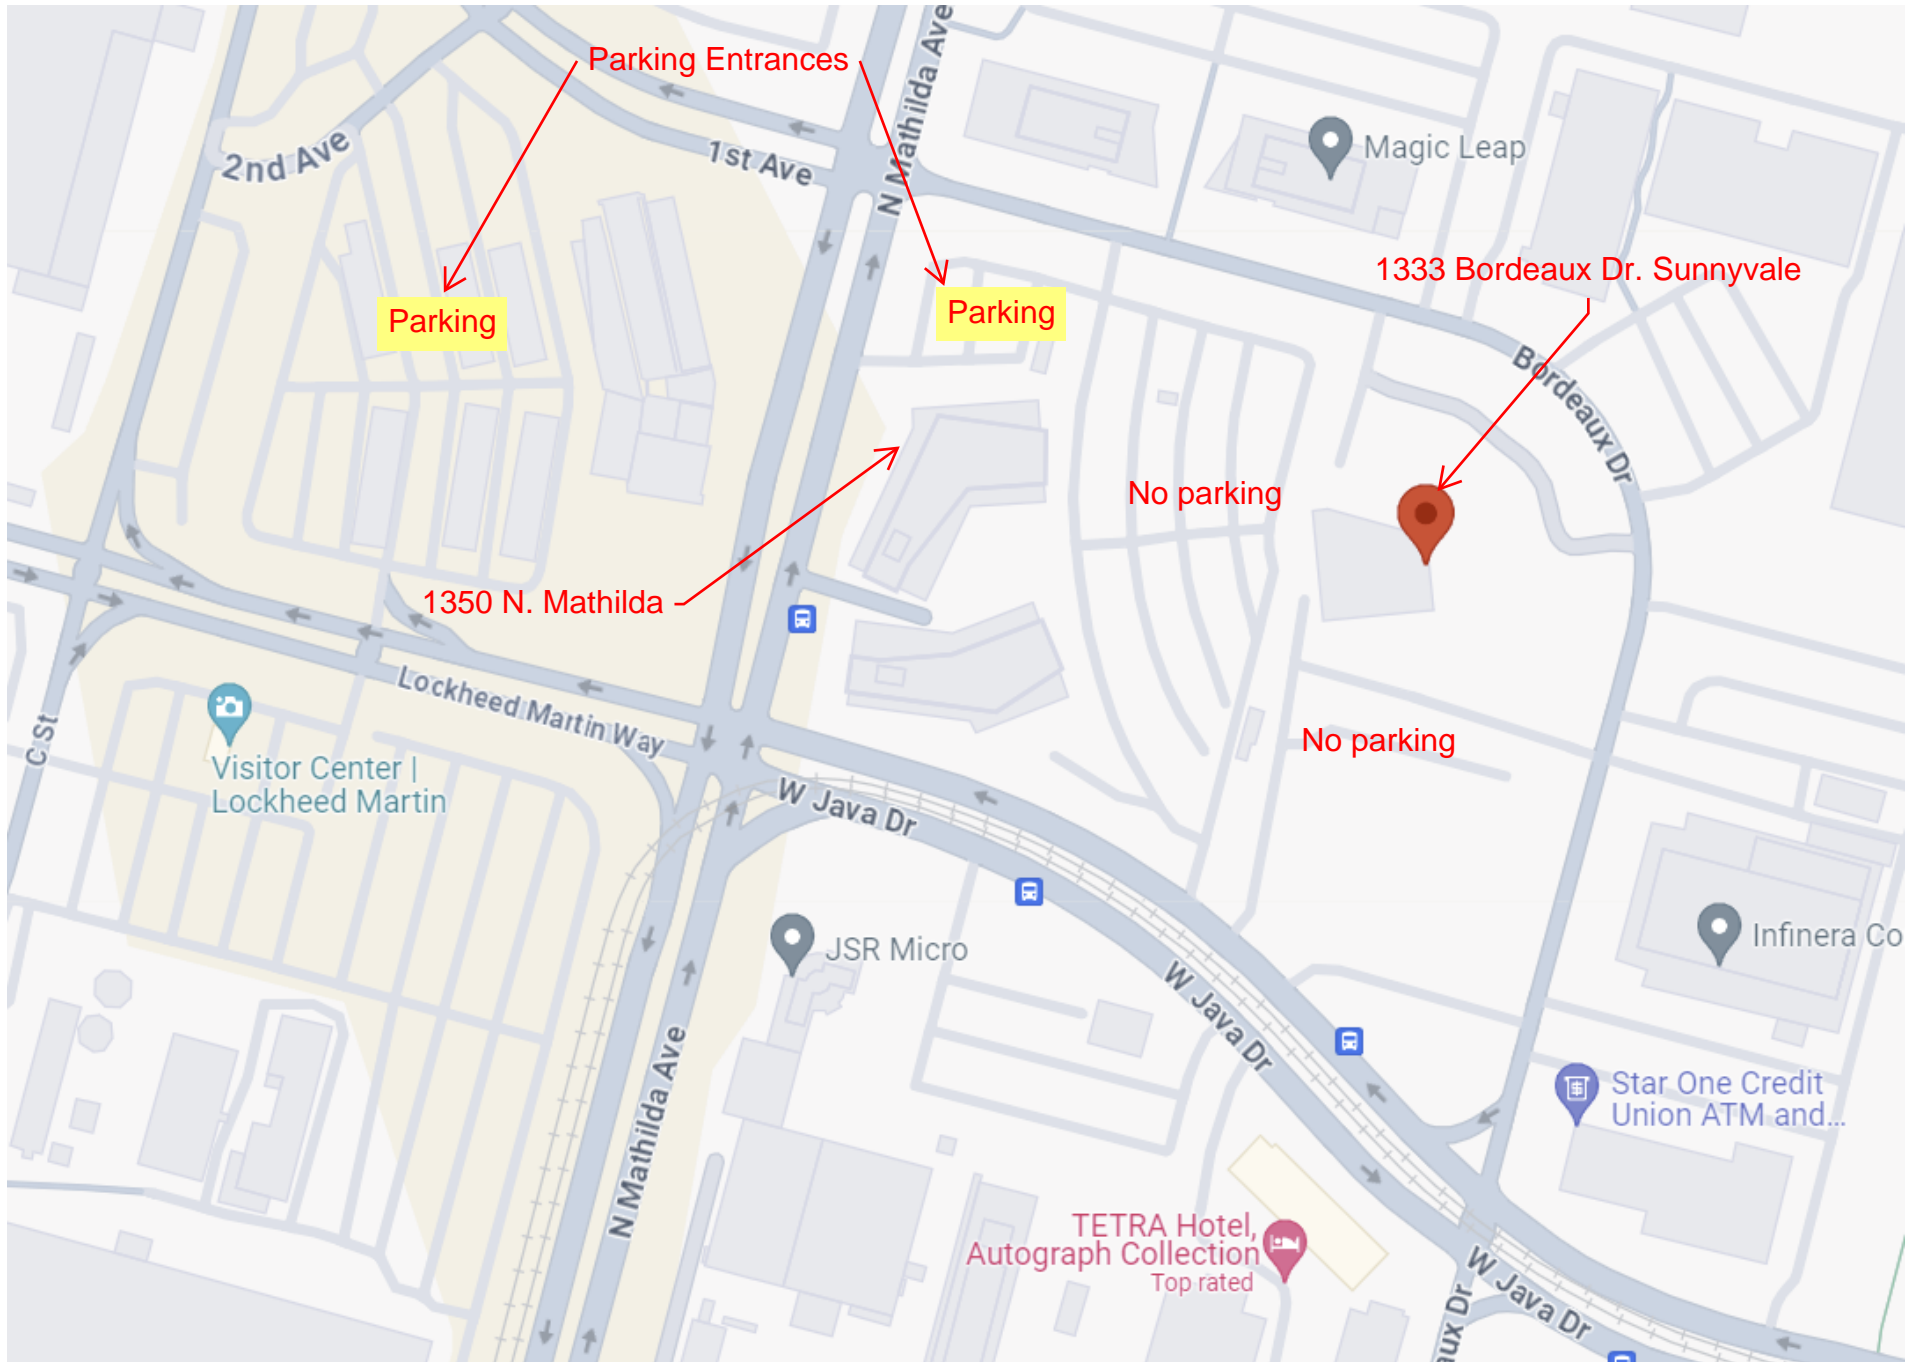 Parking Entrances
N Mathilda Ave
2nd Ave
1st Ave
Magic Leap
1333 Bordeaux Dr. Sunnyvale
Parking
Parking
Bordeaux Dr
No parking
1350 N. Mathilda
Lockheed Martin Way
C St
No parking
Visitor Center |
Lockheed Martin
W Java Dr
JSR Micro
Infinera Co
W Java Dr
N Mathilda Ave
Star One Credit
Union ATM and...
TETRA Hotel,
Autograph Collection
Top rated
W Java Dr
aux Dr